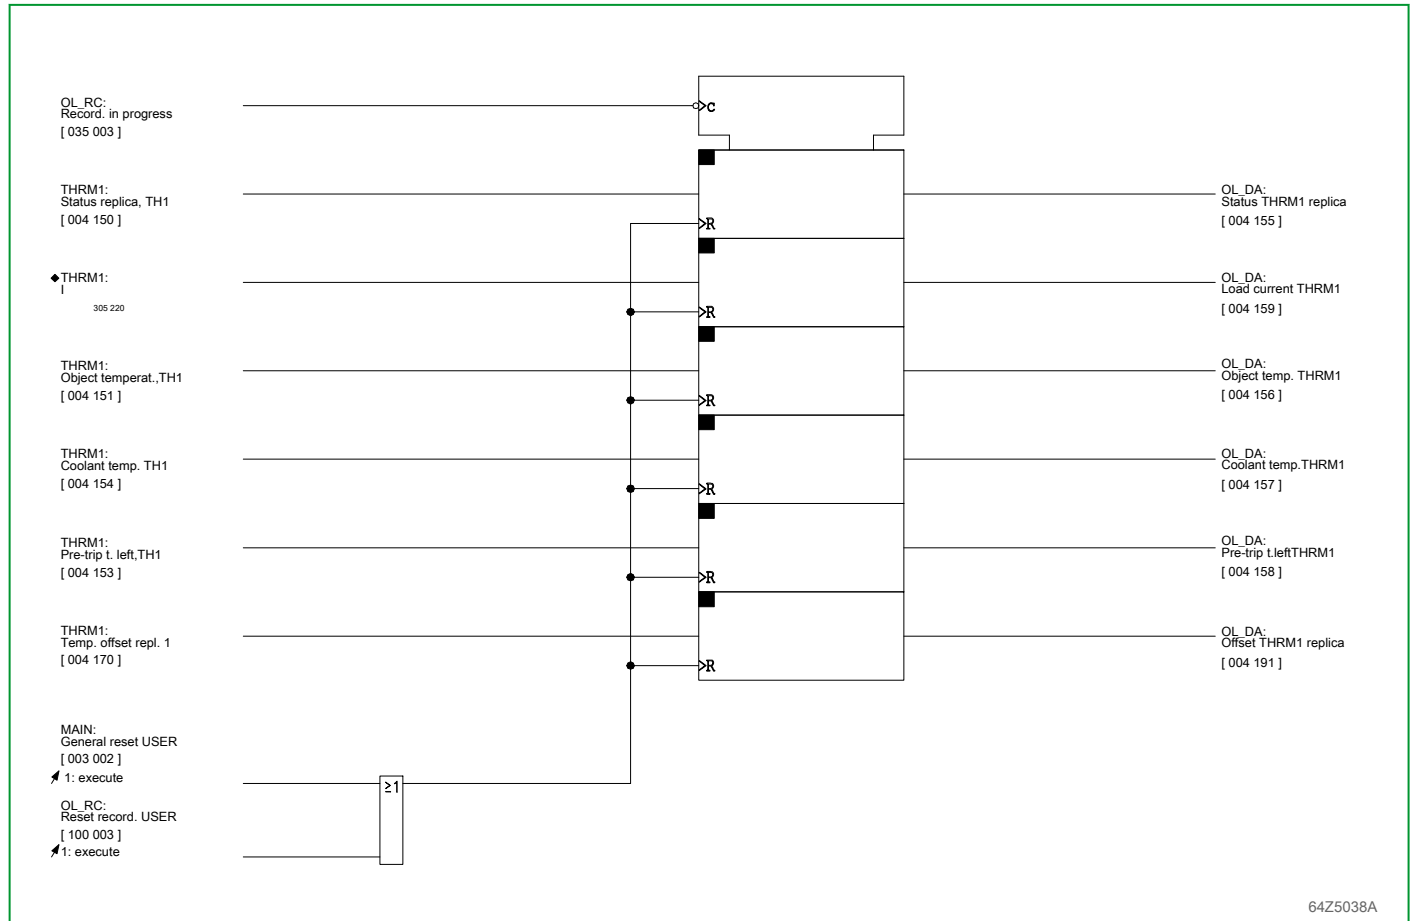 OL_RC:
Record. in progress
[ 035 003 ]
C
THRM1:
Status replica, TH1
[ 004 150 ]
R
OL_DA:
Status THRM1 replica
[ 004 155 ]
THRM1:
I
305 220
R
OL_DA:
Load current THRM1
[ 004 159 ]
THRM1:
Object temperat.,TH1
[ 004 151 ]
R
OL_DA:
Object temp. THRM1
[ 004 156 ]
THRM1:
Coolant temp. TH1
[ 004 154 ]
R
OL_DA:
Coolant temp.THRM1
[ 004 157 ]
THRM1:
Pre-trip t. left,TH1
[ 004 153 ]
R
OL_DA:
Pre-trip t.leftTHRM1
[ 004 158 ]
THRM1:
Temp. offset repl. 1
[ 004 170 ]
R
OL_DA:
Offset THRM1 replica
[ 004 191 ]
MAIN:
General reset USER
[ 003 002 ]
1: execute
≥1
OL_RC:
Reset record. USER
[ 100 003 ]
1: execute
64Z5038A